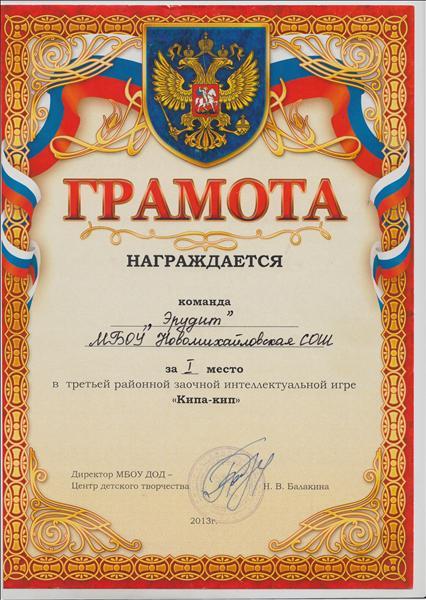 ГРАМОТА
НАГРАЖДАЕТСЯ
команда
„Эрудит”
МБОУ Новомихайловская СОШ
за I место
в третьей районной заочной интеллектуальной игре
«Кипа-кип»
Директор МБОУ ДОД –
Центр детского творчества Н. В. Балакина
2013г.